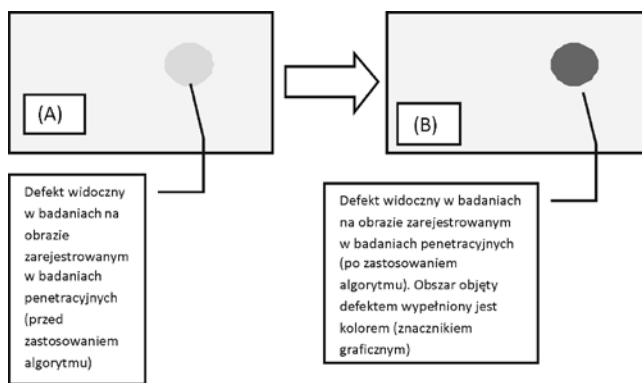 (A)
(B)
Defekt widoczny
w badaniach na
obrazie
zarejestrowanym
w badaniach
penetracyjnych
(przed
zastosowaniem
algorytmu)
Defekt widoczny w badaniach
na obrazie zarejestrowanym
w badaniach penetracyjnych
(po zastosowaniem
algorytmu). Obszar objęty
defektem wypełniony jest
kolorem (znacznikiem
graficznym)